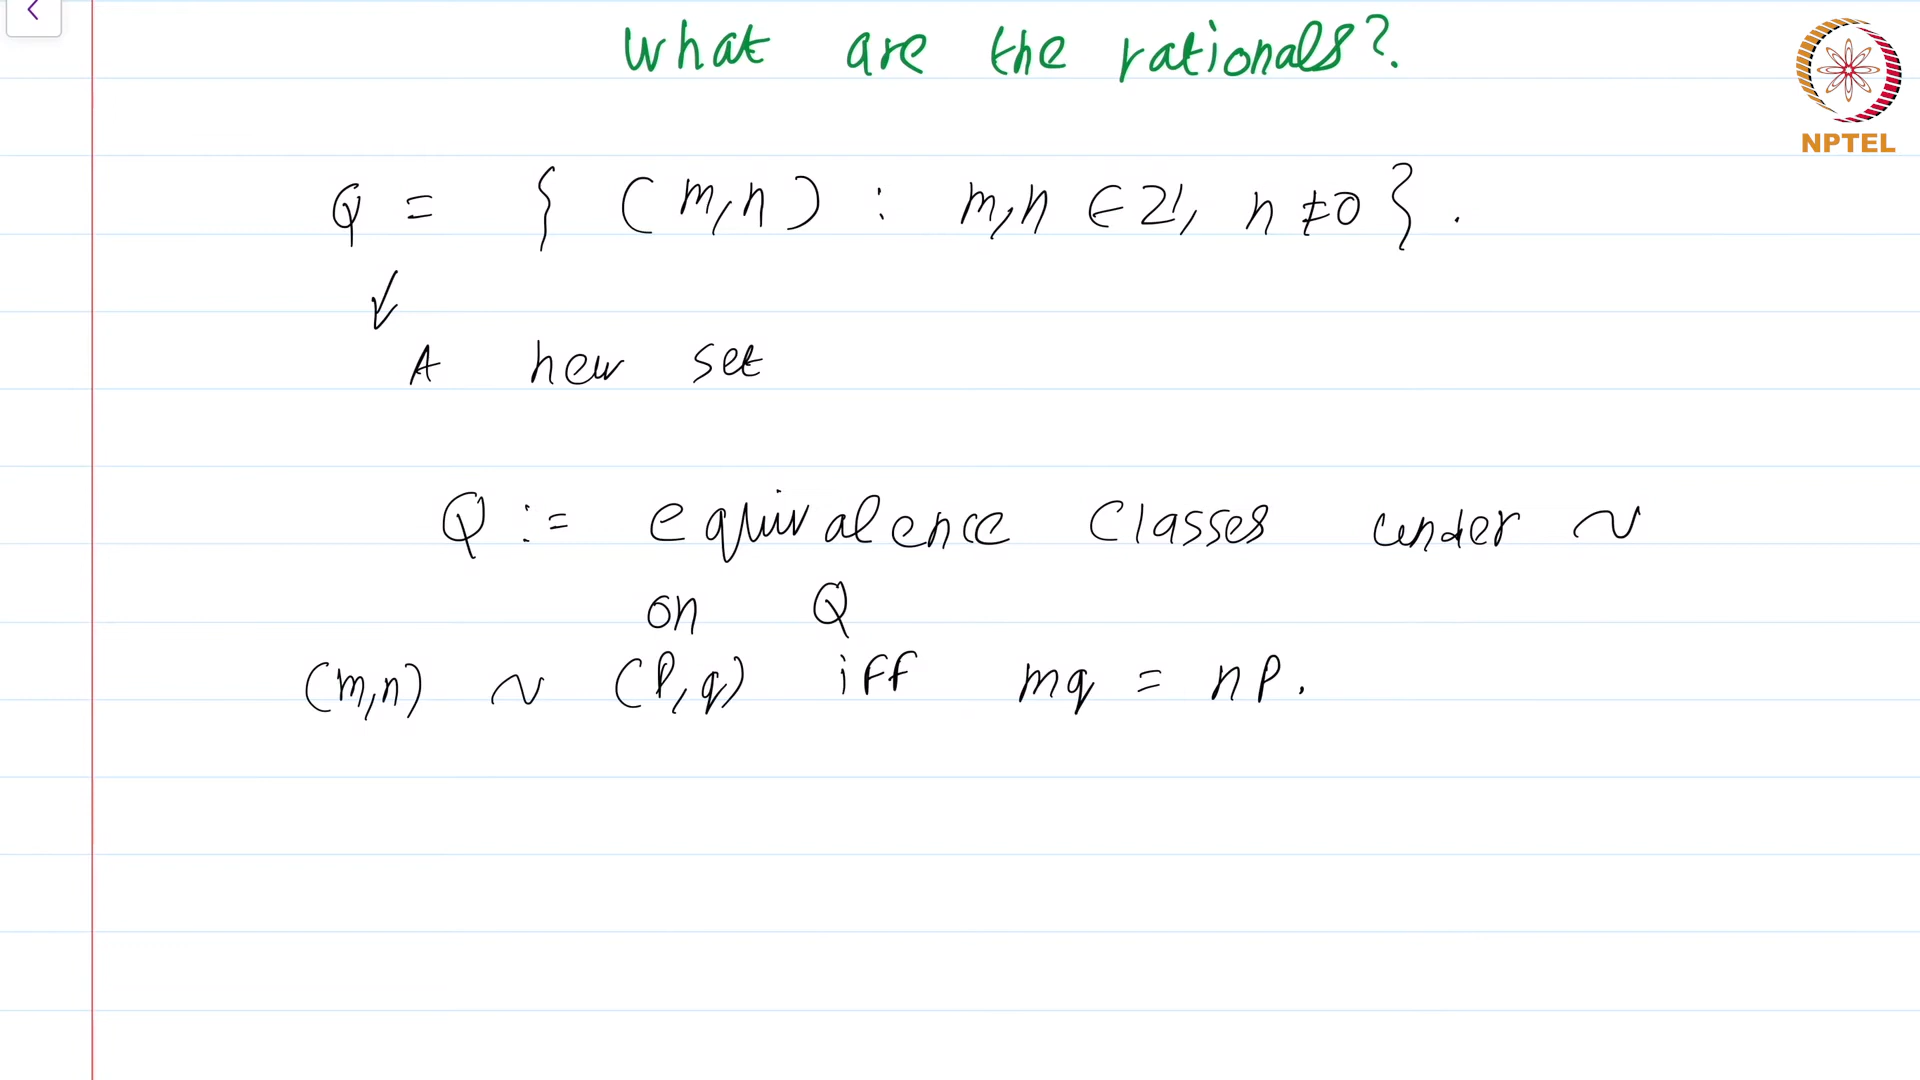 What are the rationals?
NPTEL
Q = { (m,n) : m,n ∈ ℤ, n ≠ 0 }.
A new set
Q := equivalence classes under ~
on Q
(m,n) ~ (p,q) iff mq = np.